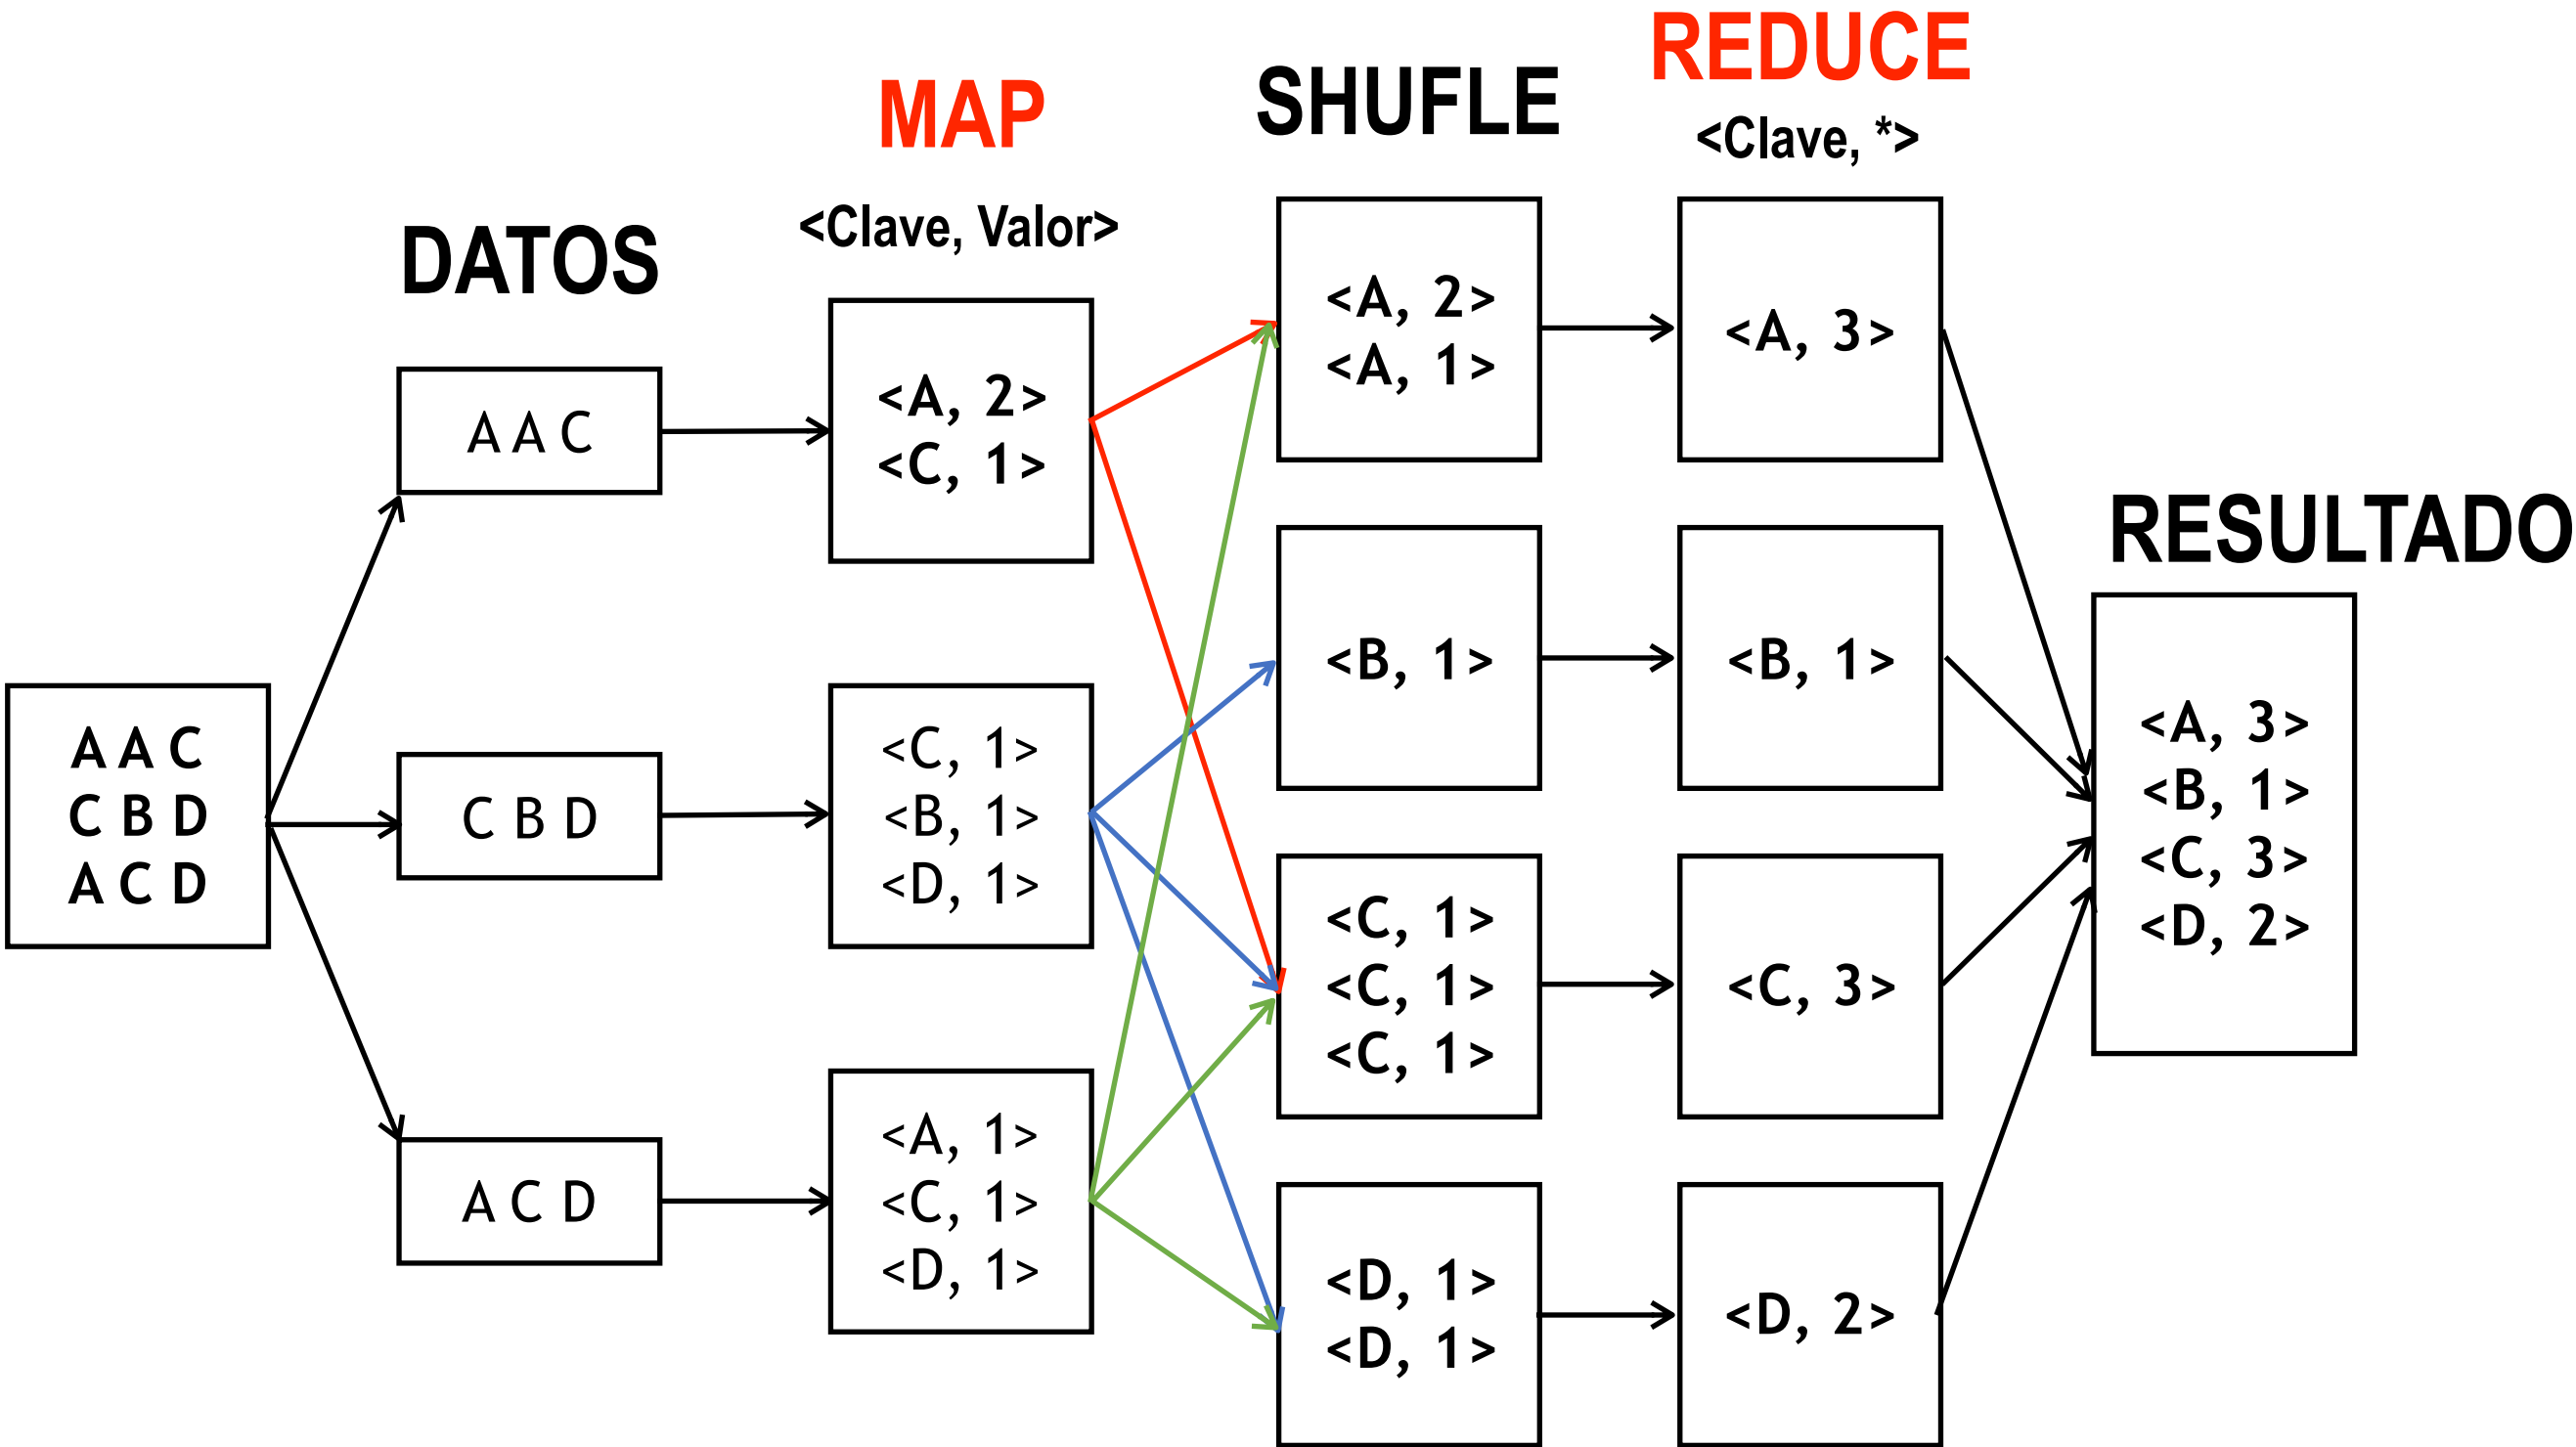 DATOS
MAP
<Clave, Valor>
SHUFLE
REDUCE
<Clave, *>
RESULTADO
A A C
C B D
A C D
A A C
C B D
A C D
<A, 2>
<C, 1>
<C, 1>
<B, 1>
<D, 1>
<A, 1>
<C, 1>
<D, 1>
<A, 2>
<A, 1>
<B, 1>
<C, 1>
<C, 1>
<C, 1>
<D, 1>
<D, 1>
<A, 3>
<B, 1>
<C, 3>
<D, 2>
<A, 3>
<B, 1>
<C, 3>
<D, 2>